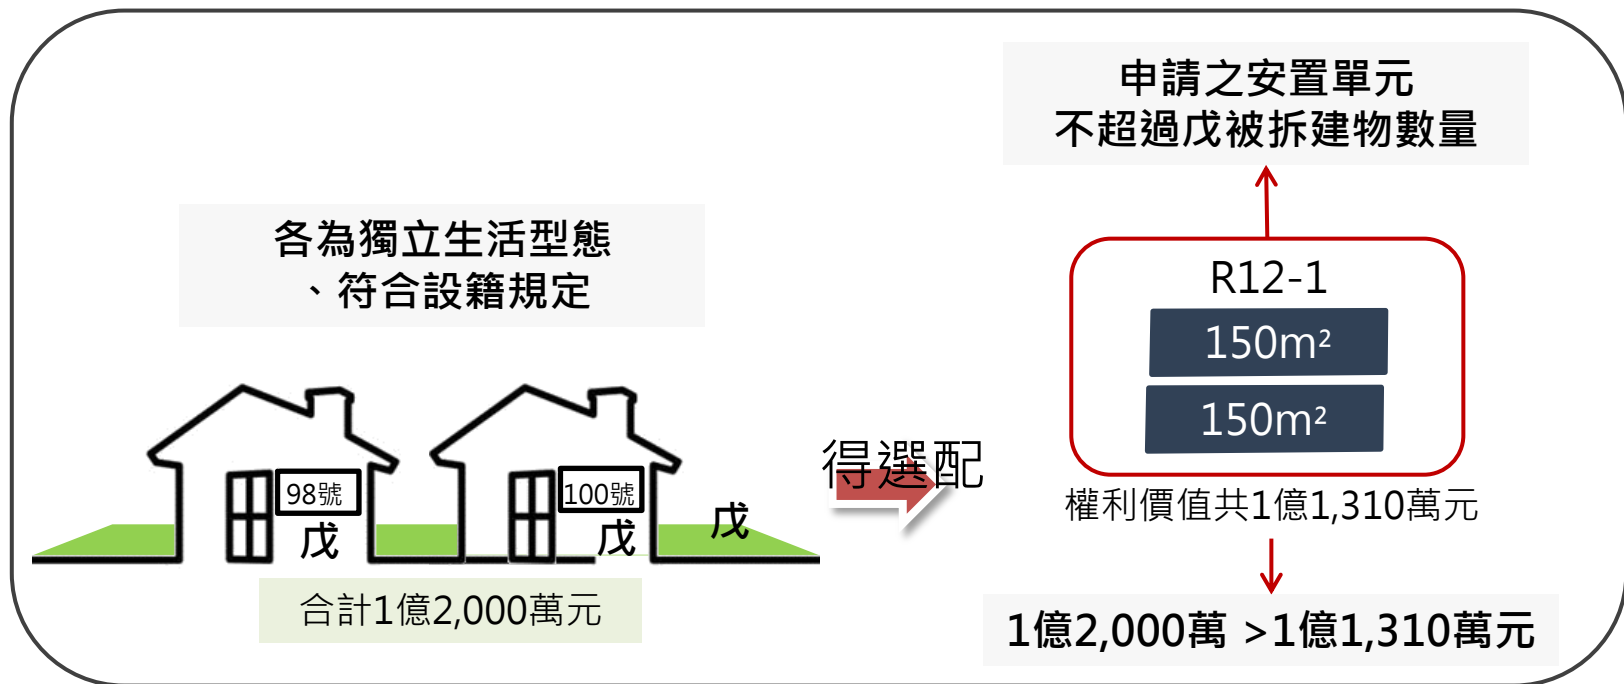 各為獨立生活型態
、符合設籍規定
98號
戊
100號
戊
戊
合計1億2,000萬元
得選配
申請之安置單元
不超過戊被拆建物數量
R12-1
150m²
150m²
權利價值共1億1,310萬元
1億2,000萬 >1億1,310萬元